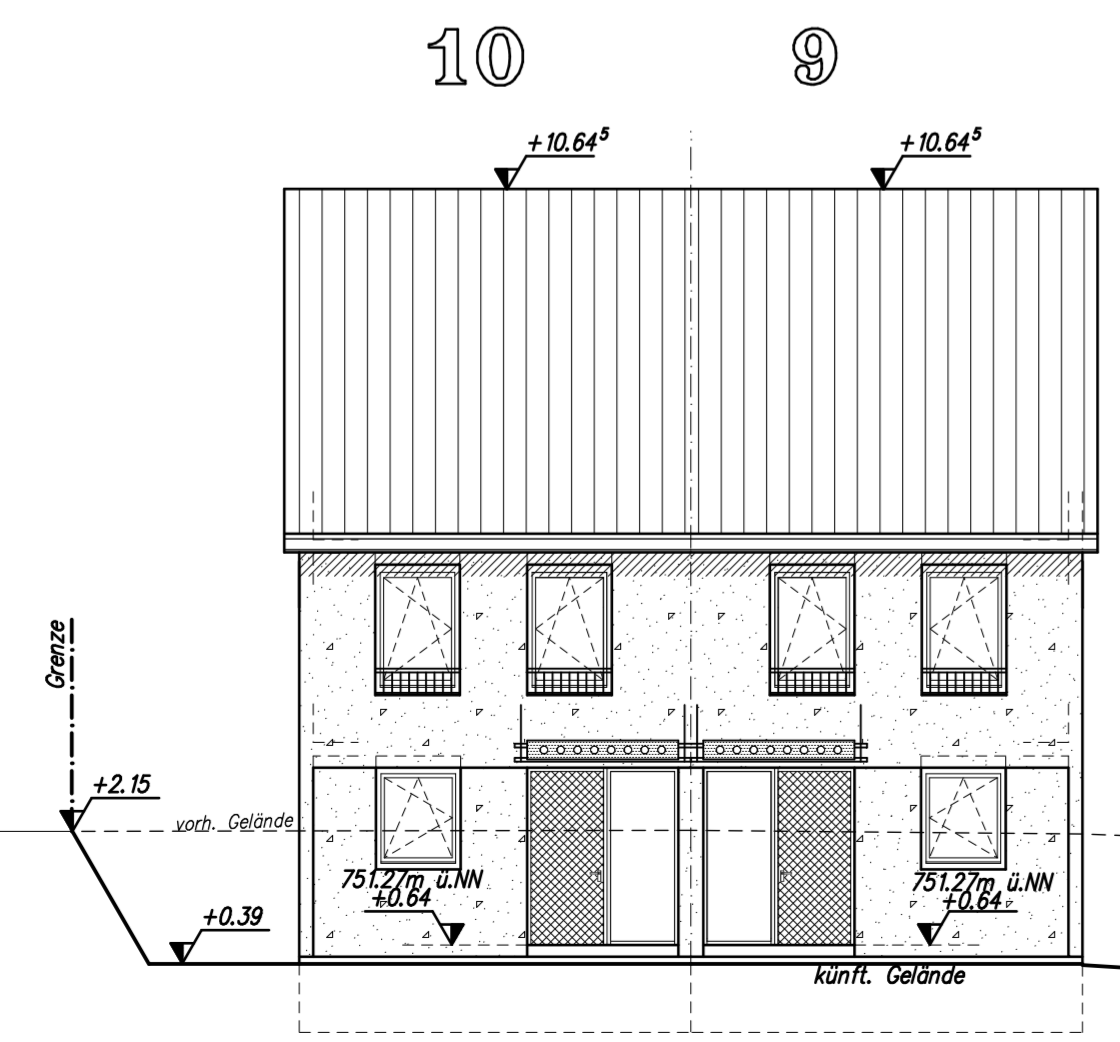 10 9
+10.64⁵ +10.64⁵
Grenze
+2.15
vorh. Gelände
751.27m ü.NN 751.27m ü.NN
+0.64 +0.64
+0.39
künft. Gelände